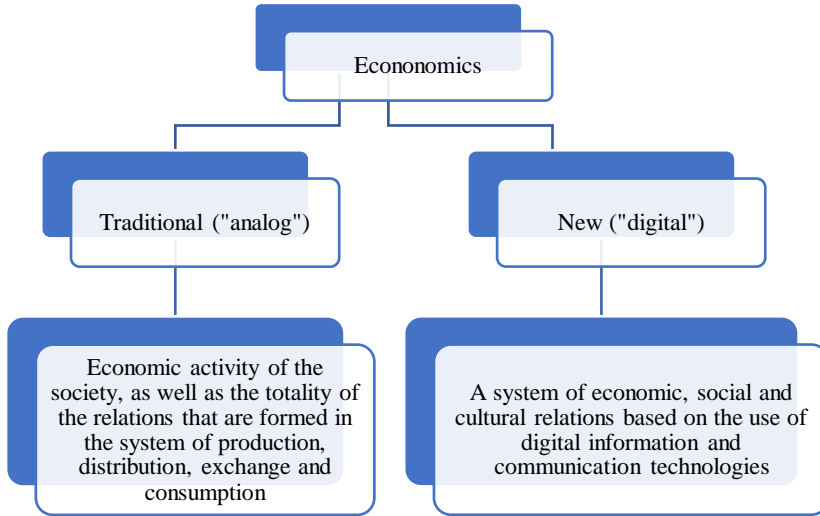 Econonomics
Traditional ("analog")
New ("digital")
Economic activity of the
society, as well as the totality of
the relations that are formed in
the system of production,
distribution, exchange and
consumption
A system of economic, social and
cultural relations based on the use of
digital information and
communication technologies